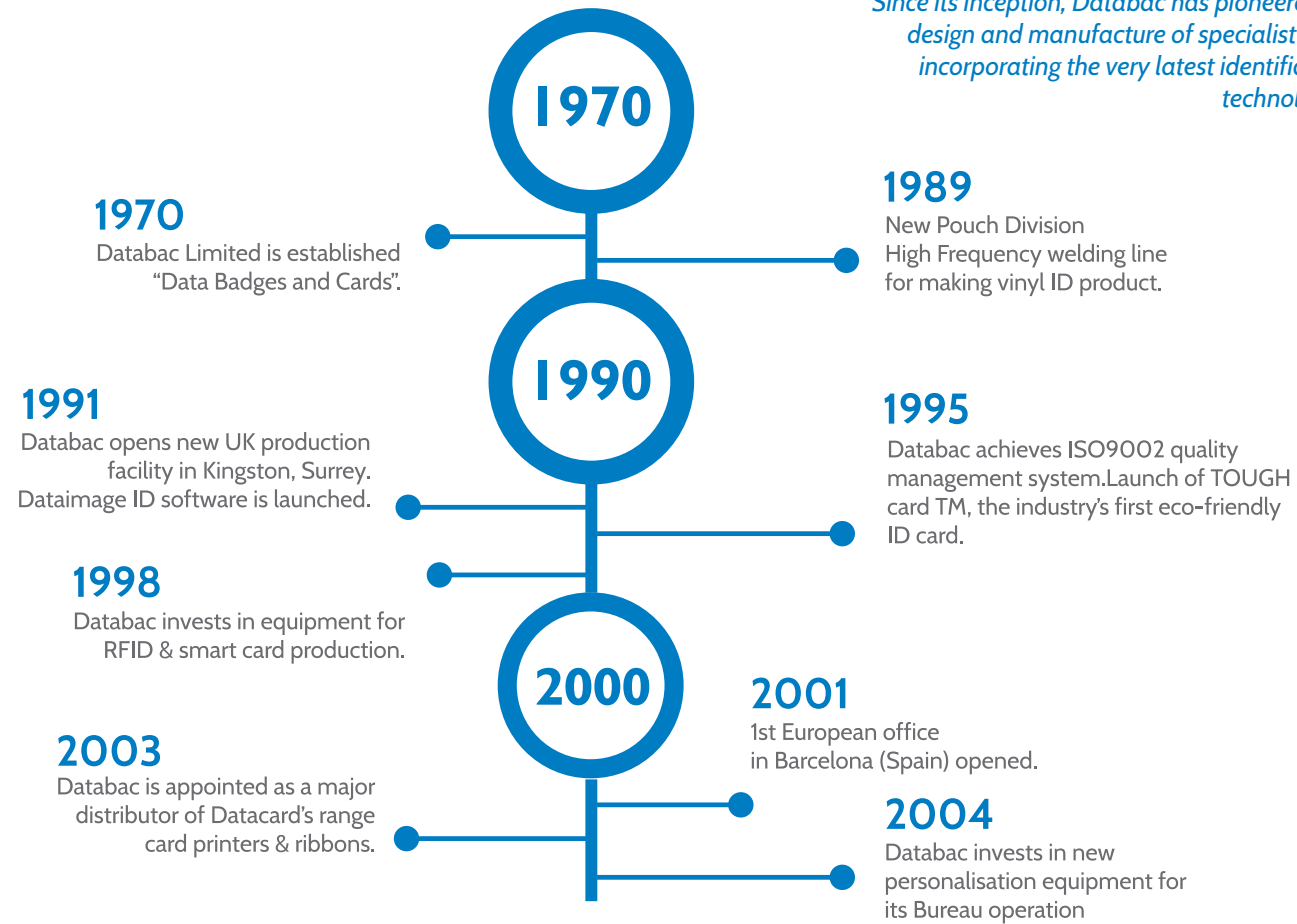 Since its inception, Databac has
design and manufacture of specialist
incorporating the very latest
1970
1970
Databac Limited is established
“Data Badges and Cards”.
1989
New Pouch Division
High Frequency welding line
for making vinyl ID product.
1990
1991
Databac opens new UK production
facility in Kingston, Surrey.
Dataimage ID software is launched.
1995
Databac achieves ISO9002 quality
management system.Launch of TOUGH
card TM, the industry’s first eco-friendly
ID card.
1998
Databac invests in equipment for
RFID & smart card production.
2000
2001
1st European office
in Barcelona (Spain) opened.
2003
Databac is appointed as a major
distributor of Datacard’s range
card printers & ribbons.
2004
Databac invests in new
personalisation equipment for
its Bureau operation